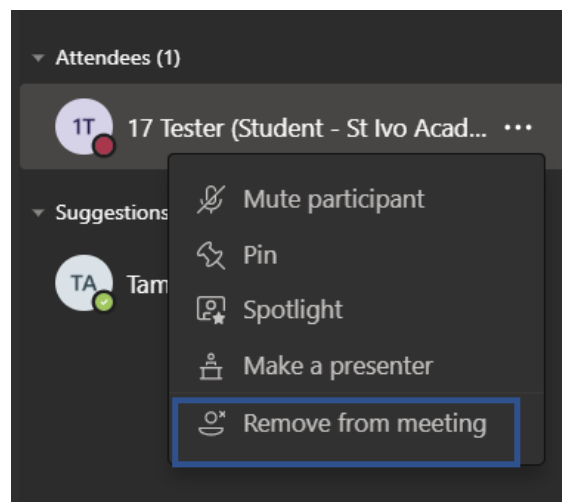 Attendees (1)
1T
17 Tester (Student - St Ivo Acad... ...
Mute participant
Suggestions
Pin
TA
Tam
Spotlight
Make a presenter
Remove from meeting